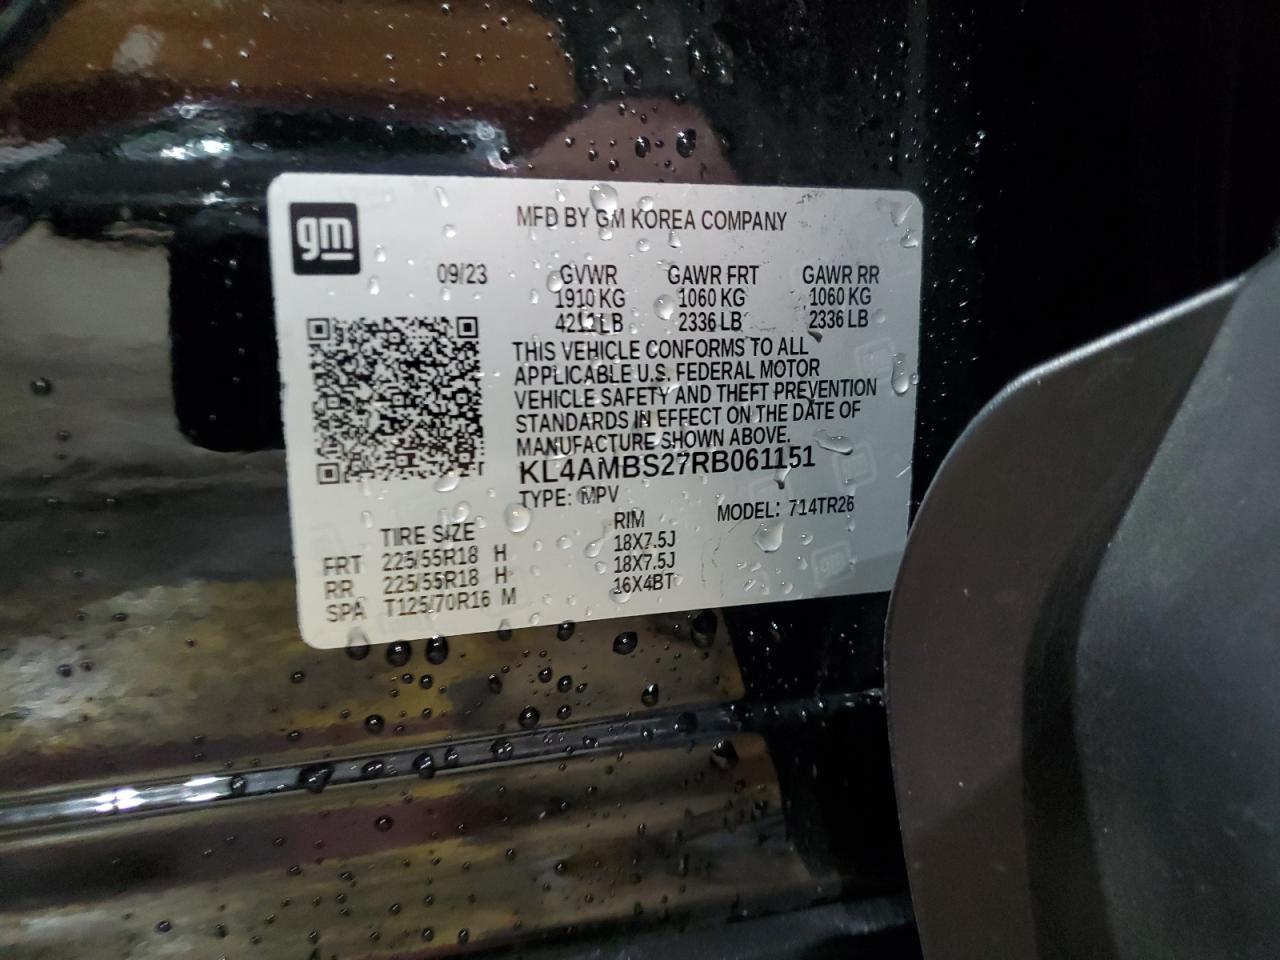 gm
MFD BY GM KOREA COMPANY
09/23 GVWR GAWR FRT GAWR RR
1910 KG 1060 KG 1060 KG
4212 LB 2336 LB 2336 LB
THIS VEHICLE CONFORMS TO ALL
APPLICABLE U.S. FEDERAL MOTOR
VEHICLE SAFETY AND THEFT PREVENTION
STANDARDS IN EFFECT ON THE DATE OF
MANUFACTURE SHOWN ABOVE.
KL4AMBS27RB061151
TYPE: MPV MODEL: 714TR26
TIRE SIZE RIM
FRT 225/55R18 H 18X7.5J
RR 225/55R18 H 18X7.5J
SPA T125/70R16 M 16X4BT